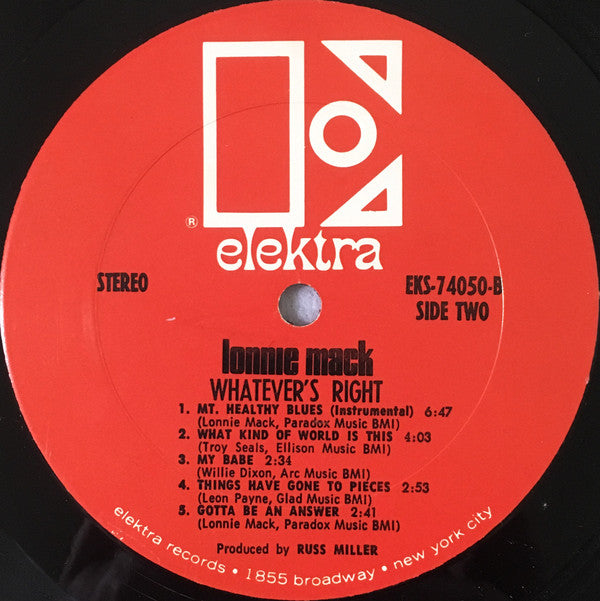 ®
elektra
STEREO
EKS-74050-B
SIDE TWO
lonnie mack
WHATEVER'S RIGHT
1. MT. HEALTHY BLUES (Instrumental) 6:47
(Lonnie Mack, Paradox Music BMI)
2. WHAT KIND OF WORLD IS THIS 4:03
(Troy Seals, Ellison Music BMI)
3. MY BABE 2:34
(Willie Dixon, Arc Music BMI)
4. THINGS HAVE GONE TO PIECES 2:53
(Leon Payne, Glad Music BMI)
5. GOTTA BE AN ANSWER 2:41
(Lonnie Mack, Paradox Music BMI)
Produced by RUSS MILLER
elektra records • 1855 broadway • new york city